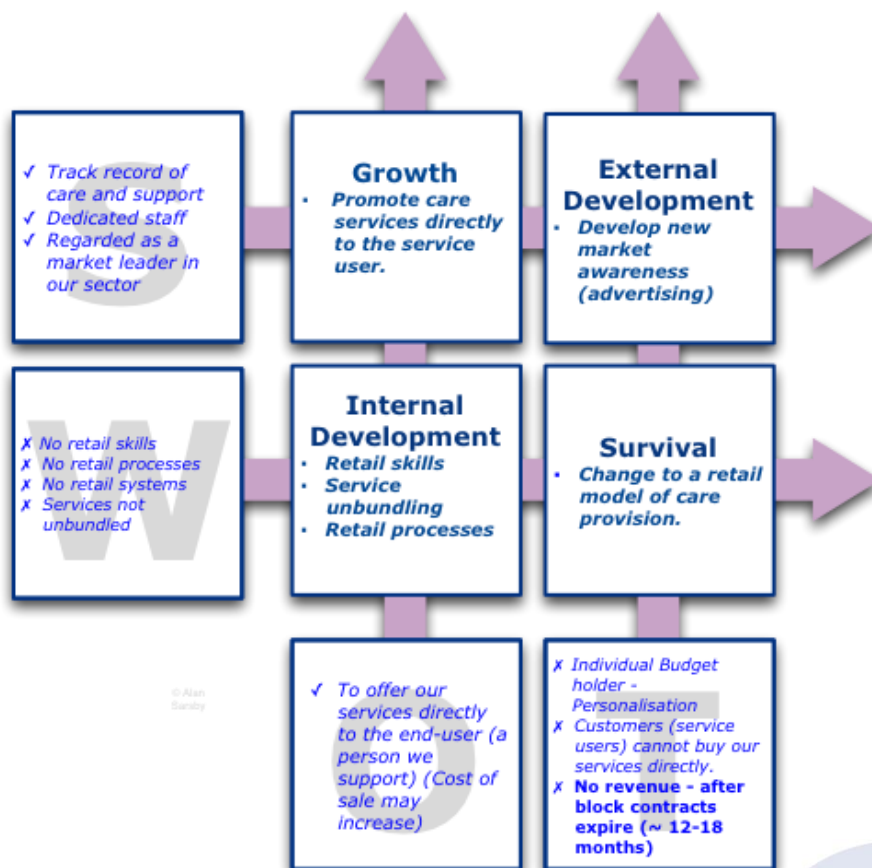 S
✓ Track record of
care and support
✓ Dedicated staff
✓ Regarded as a
market leader in
our sector
Growth
▪ Promote care
services directly
to the service
user.
External
Development
▪ Develop new
market
awareness
(advertising)
W
✗ No retail skills
✗ No retail processes
✗ No retail systems
✗ Services not
unbundled
Internal
Development
▪ Retail skills
▪ Service
unbundling
▪ Retail processes
Survival
▪ Change to a retail
model of care
provision.
© Alan
Sarsby
O
✓ To offer our
services directly
to the end-user (a
person we
support) (Cost of
sale may
increase)
T
✗ Individual Budget
holder -
Personalisation
✗ Customers (service
users) cannot buy our
services directly.
✗ No revenue - after
block contracts
expire (~ 12-18
months)